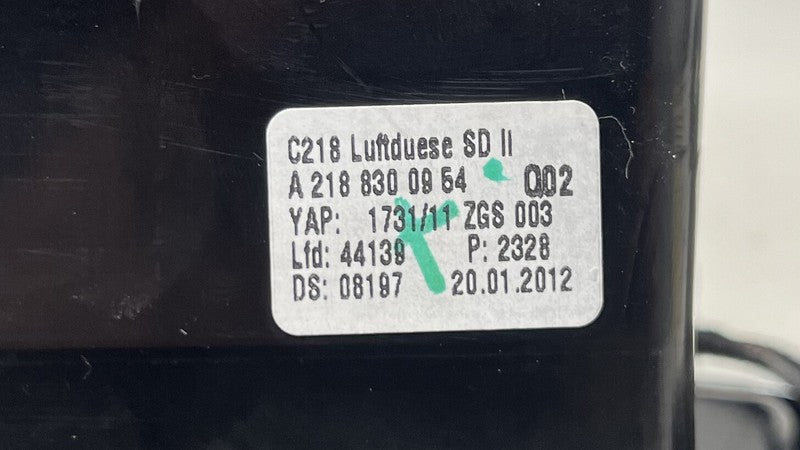 C218 Luftduese SD II
A 218 830 09 54 002
YAP: 1731/11 ZGS 003
Lfd: 44139 P: 2328
DS: 08197 20.01.2012